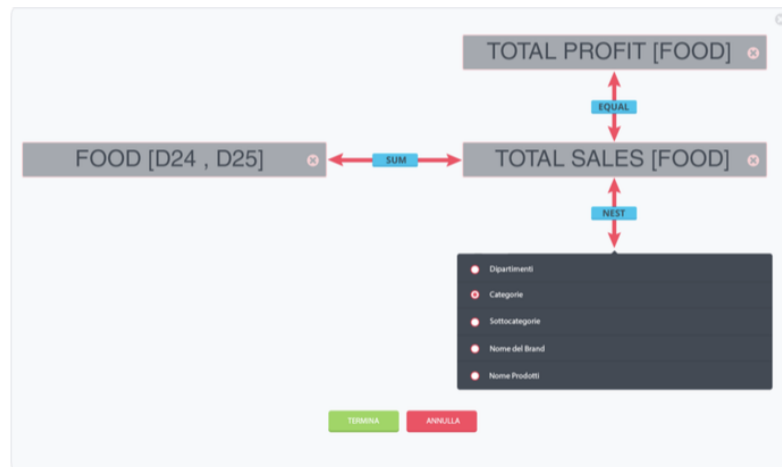 TOTAL PROFIT [FOOD]
EQUAL
FOOD [D24 , D25]
SUM
TOTAL SALES [FOOD]
NEST
Dipartimenti
Categorie
Sottocategorie
Nome del Brand
Nome Prodotti
TERMINA
ANNULLA